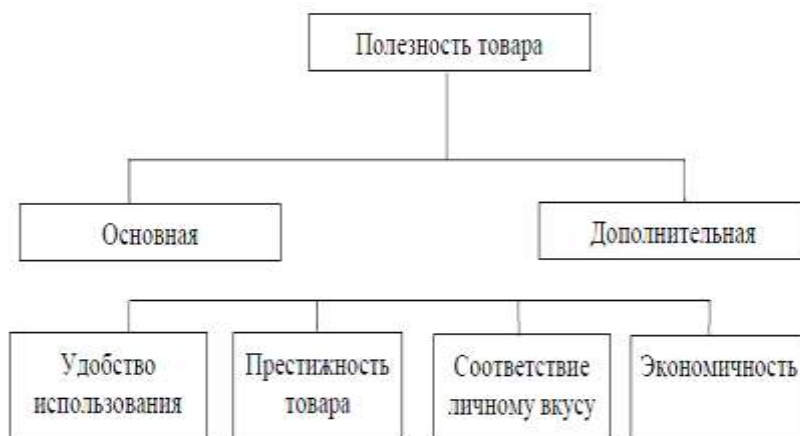 Полезность товара
Основная
Дополнительная
Удобство
использования
Престижность
товара
Соответствие
личному вкусу
Экономичность